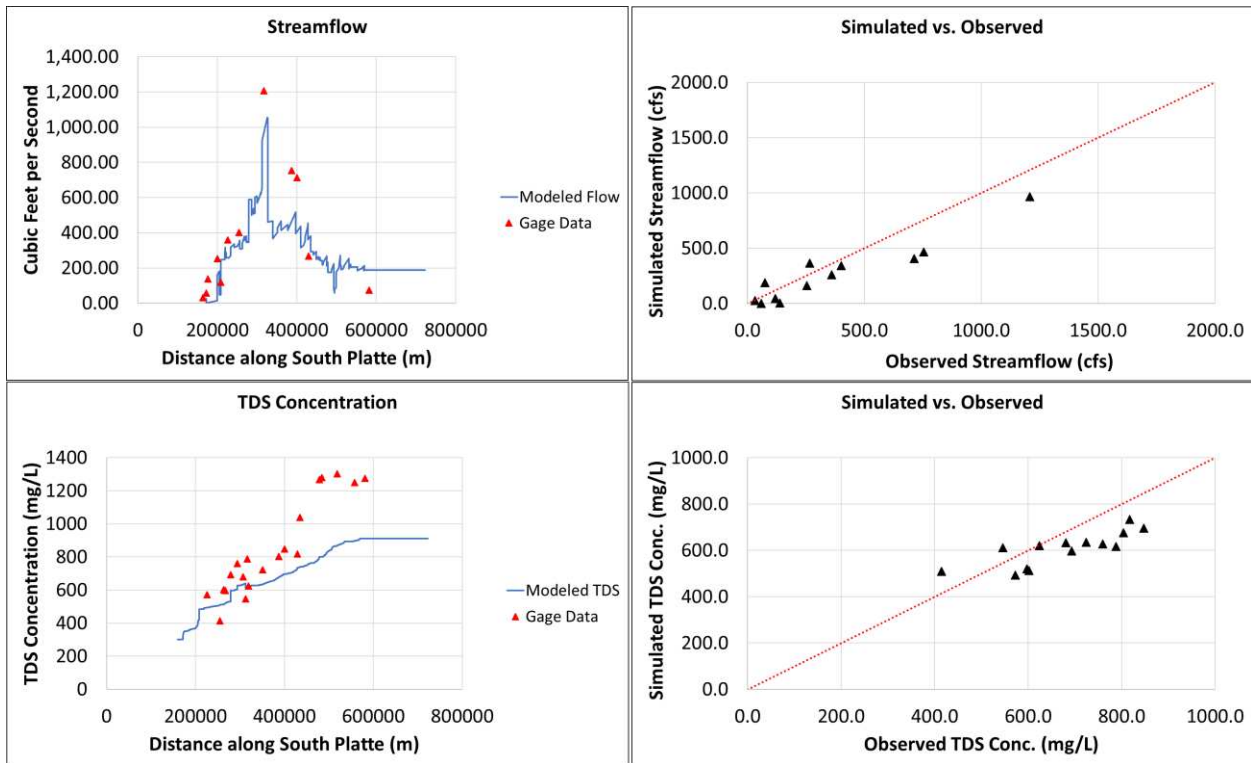 Streamflow
1,400.00
1,200.00
1,000.00
800.00
600.00
400.00
200.00
0.00
Cubic Feet per Second
0 200000 400000 600000 800000
Distance along South Platte (m)
Modeled Flow
Gage Data
Simulated vs. Observed
2000.0
1500.0
1000.0
500.0
0.0
Simulated Streamflow (cfs)
0.0 500.0 1000.0 1500.0 2000.0
Observed Streamflow (cfs)
TDS Concentration
1400
1200
1000
800
600
400
200
0
TDS Concentration (mg/L)
0 200000 400000 600000 800000
Distance along South Platte (m)
Modeled TDS
Gage Data
Simulated vs. Observed
1000.0
800.0
600.0
400.0
200.0
0.0
Simulated TDS Conc. (mg/L)
0.0 200.0 400.0 600.0 800.0 1000.0
Observed TDS Conc. (mg/L)